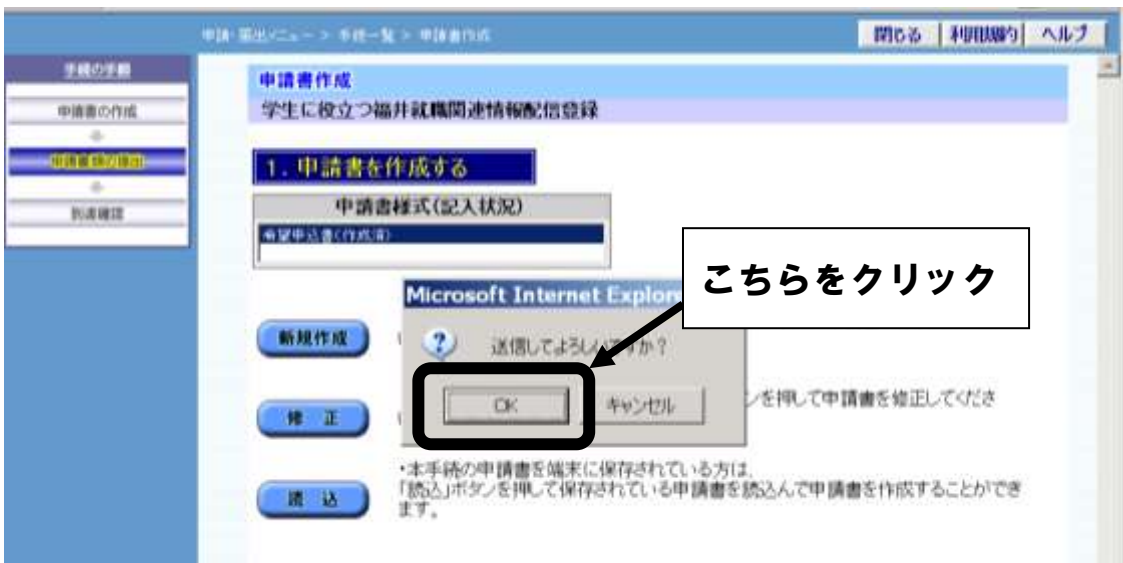 申請・届出メニュー > 手続一覧 > 申請書作成
閉じる 利用規約 ヘルプ
手続の手順
申請書の作成
申請書類の提出
到達確認
申請書作成
学生に役立つ福井就職関連情報配信登録
1. 申請書を作成する
申請書様式(記入状況)
希望申込書(作成済)
こちらをクリック
Microsoft Internet Explor
新規作成
送信してよろしいですか?
OK キャンセル
修 正
ンを押して申請書を修正してくださ
読 込
・本手続の申請書を端末に保存されている方は、
「読込」ボタンを押して保存されている申請書を読込んで申請書を作成することができ
ます。